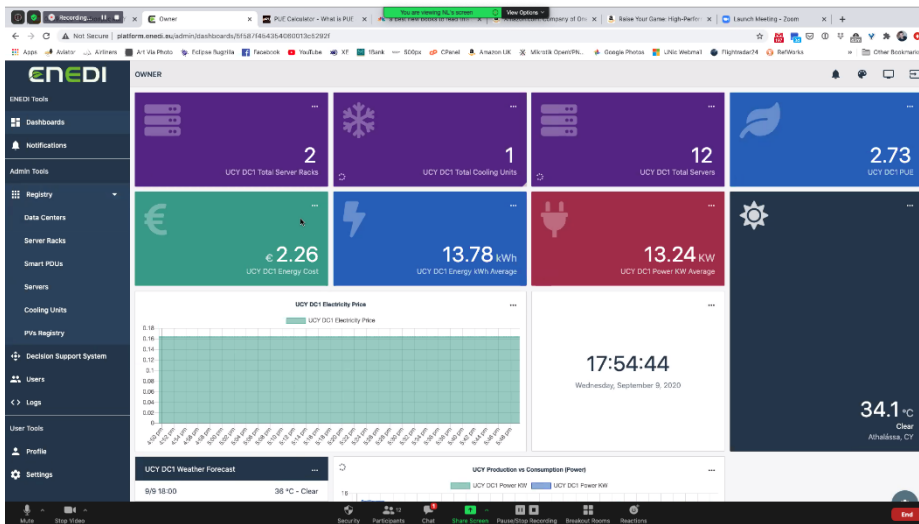 You are viewing NL's screen
View Options
Recording...
Owner
PUE Calculator - What is PUE
Raise Your Game: High-Perfor
Launch Meeting - Zoom
Not Secure | platform.enedi.eu/admin/dashboards/
Apps
Aviator
Airliners
Art Via Photo
Eclipse Bugzilla
Facebook
YouTube
XF
1fiank
500px
CPanel
Amazon UK
Mikrotik OpenVPN...
Google Photos
UNic Webmail
Flightradar24
RefWorks
Other Bookmarks
ENEDI
OWNER
ENEDI Tools
Dashboards
Notifications
Admin Tools
Registry
Data Centers
Server Racks
Smart PDUs
Servers
Cooling Units
PVs Registry
Decision Support System
Users
Logs
User Tools
Profile
Settings
2
UCY DC1 Total Server Racks
1
UCY DC1 Total Cooling Units
12
UCY DC1 Total Servers
2.73
UCY DC1 PUE
€ 2.26
UCY DC1 Energy Cost
13.78 kWh
UCY DC1 Energy kWh Average
13.24 KW
UCY DC1 Power KW Average
UCY DC1 Electricity Price
UCY DC1 Electricity Price
0.18
0.16
0.14
0.12
0.1
0.08
0.06
0.04
0.02
0
17:54:44
Wednesday, September 9, 2020
34.1 °C
Clear
Athalássa, CY
UCY DC1 Weather Forecast
9/9 18:00
36 °C - Clear
UCY Production vs Consumption (Power)
UCY DC1 Power KW
UCY DC1 Power KW
18
Mute
Stop Video
Security
12
Participants
Chat
Share Screen
Pause/Stop Recording
Breakout Rooms
Reactions
End